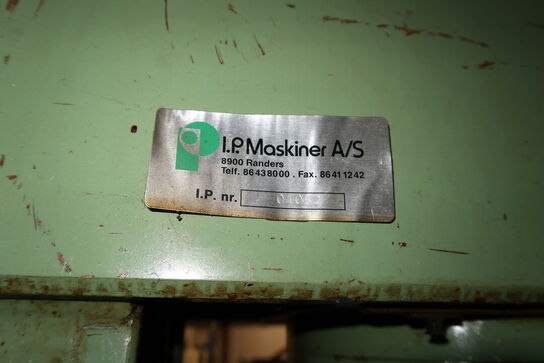 I.P. Maskiner A/S
8900 Randers
Telf. 86438000 . Fax. 86411242
I.P. nr.